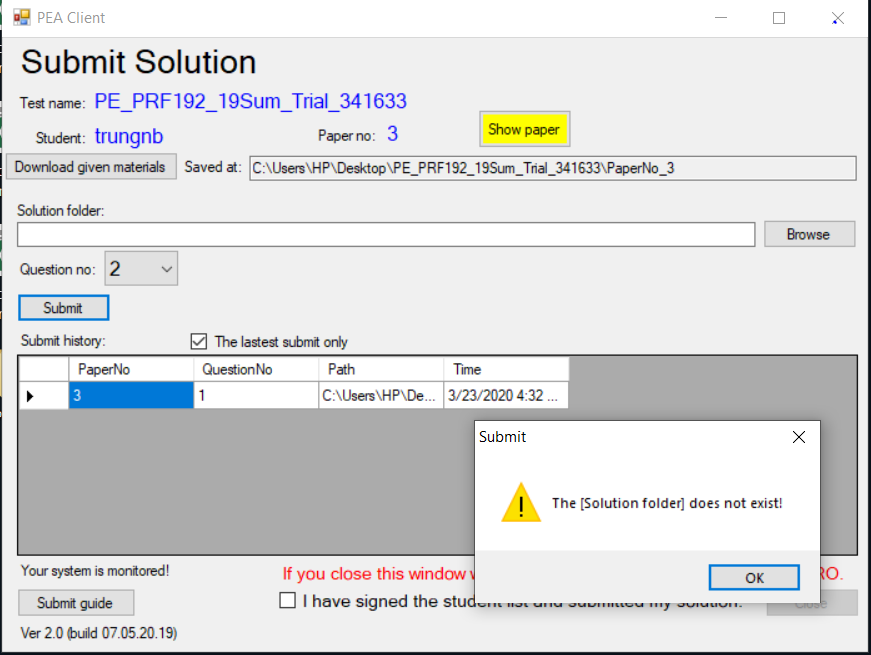 PEA Client
Submit Solution
Test name: PE_PRF192_19Sum_Trial_341633
Student: trungnb Paper no: 3 Show paper
Download given materials Saved at: C:\Users\HP\Desktop\PE_PRF192_19Sum_Trial_341633\PaperNo_3
Solution folder:
Browse
Question no: 2
Submit
Submit history: The lastest submit only
PaperNo QuestionNo Path Time
3 1 C:\Users\HP\De... 3/23/2020 4:32 ...
Submit
The [Solution folder] does not exist!
OK
Your system is monitored!
If you close this window RO.
Submit guide I have signed the student list and submitted my solution. Close
Ver 2.0 (build 07.05.20.19)